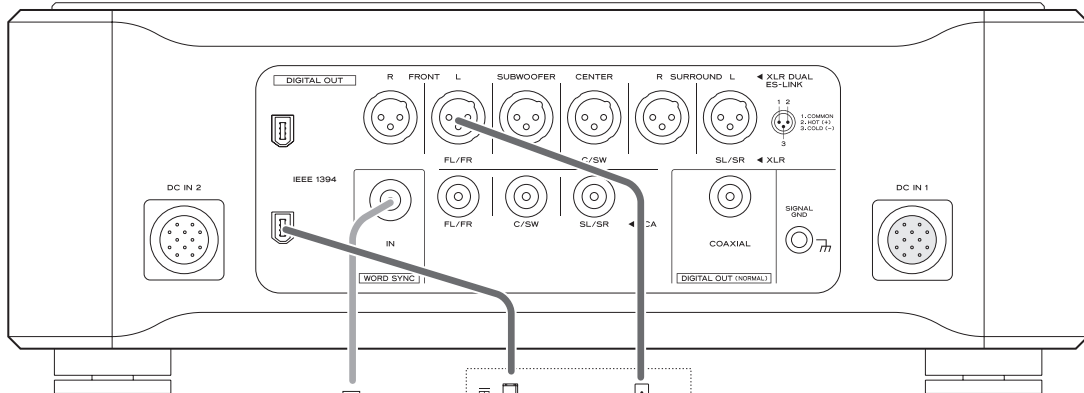 DIGITAL OUT
R FRONT L
SUBWOOFER
CENTER
R SURROUND L
◄ XLR DUAL
ES-LINK
1 2
3
1. COMMON
2. HOT (+)
3. COLD (–)
FL/FR
C/SW
SL/SR
◄ XLR
IEEE 1394
DC IN 2
IN
WORD SYNC
FL/FR
C/SW
SL/SR
COAXIAL
DIGITAL OUT (NORMAL)
SIGNAL
GND
DC IN 1